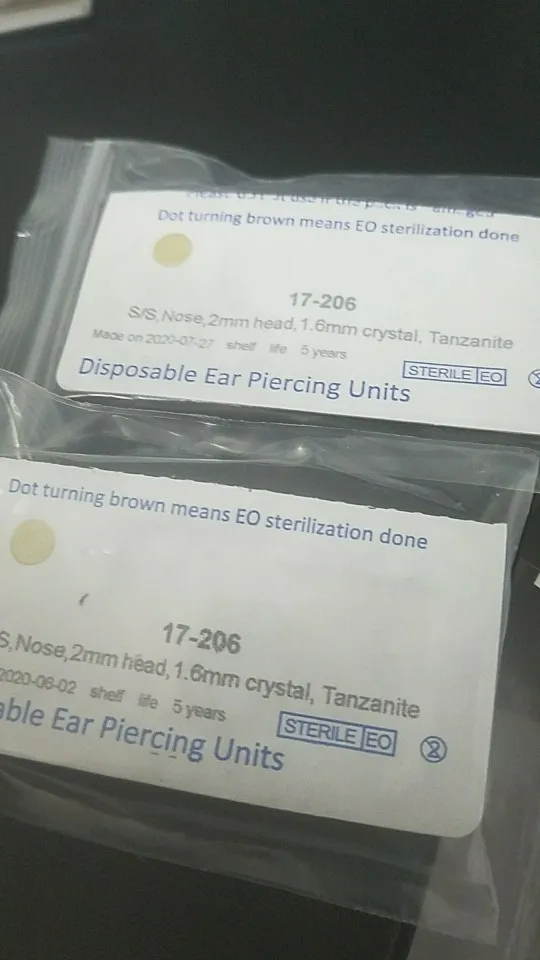 Dot turning brown means EO sterilization done
17-206
S/S, Nose, 2mm head, 1.6mm crystal, Tanzanite
Made on 2020-07-27 shelf life 5 years
Disposable Ear Piercing Units
STERILE EO
Dot turning brown means EO sterilization done
17-206
S, Nose, 2mm head, 1.6mm crystal, Tanzanite
2020-06-02 shelf life 5 years
able Ear Piercing Units
STERILE EO
2